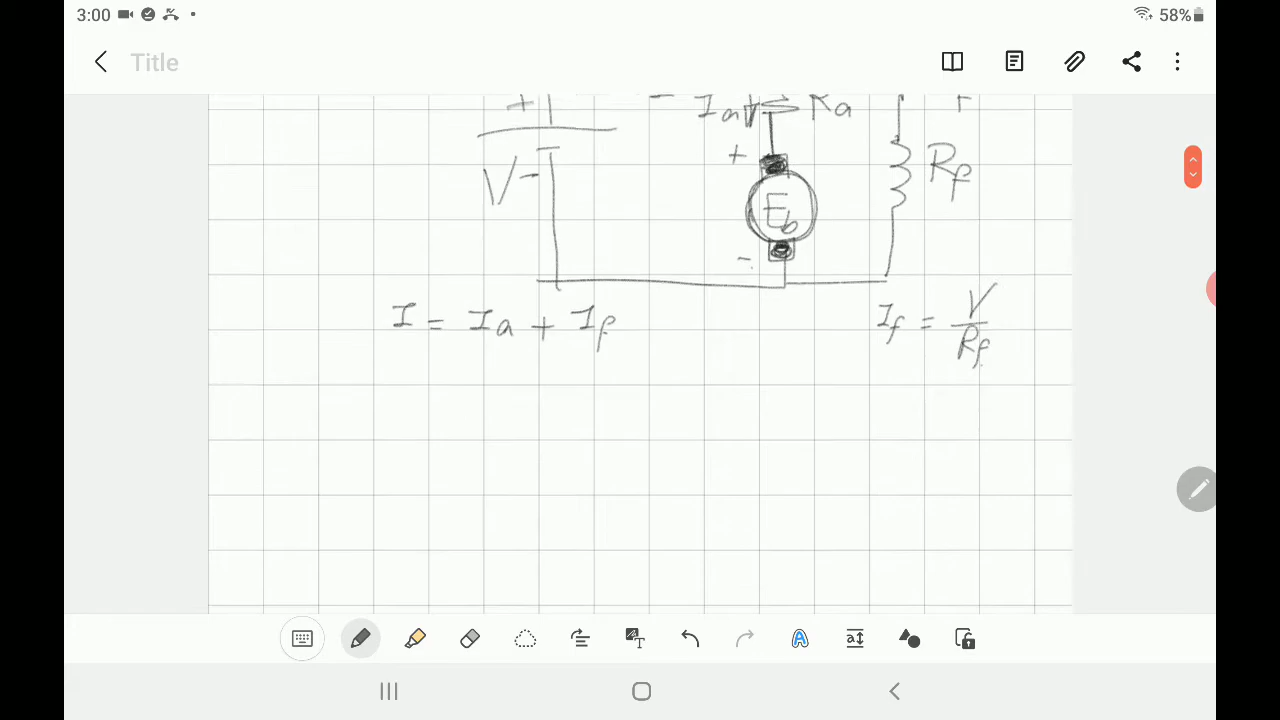 3:00
58%
Title
+
- Ia Ra
+
V -
Rf
Eb
-
I = Ia + If
If = V / Rf